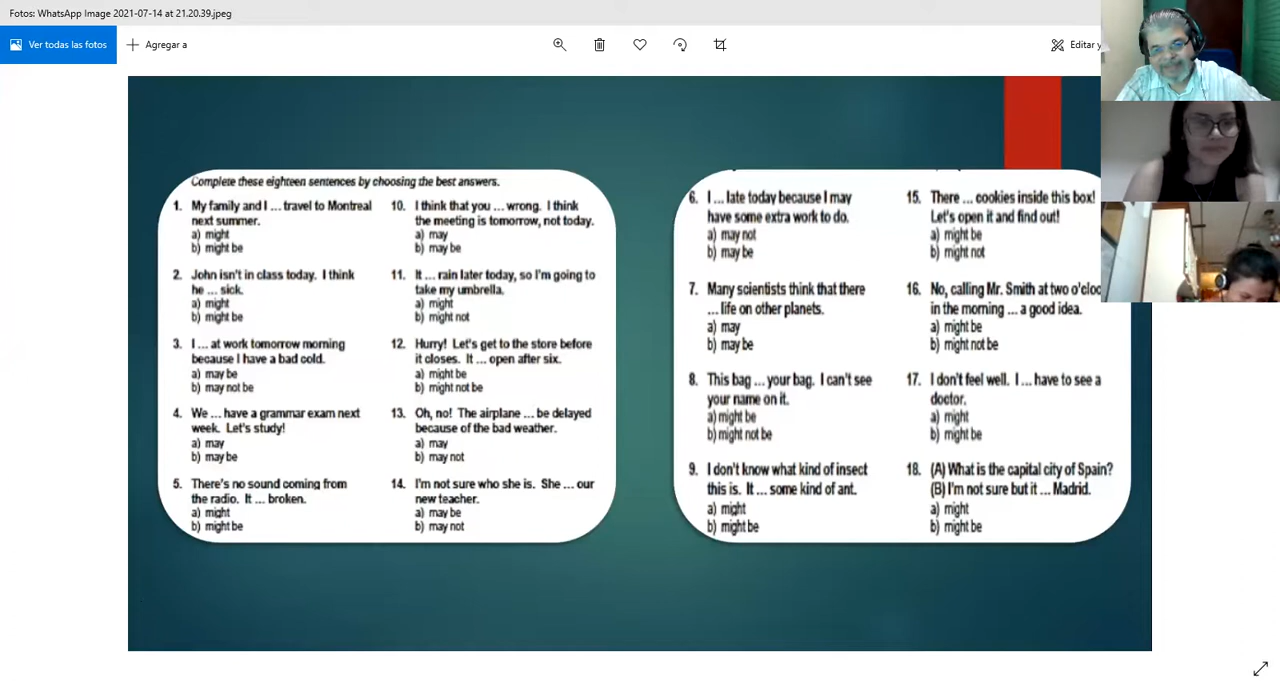 Fotos: WhatsApp Image 2021-07-14 at 21.20.39.jpeg
Ver todas las fotos
Agregar a
Editar y
Complete these eighteen sentences by choosing the best answers.
1. My family and I ... travel to Montreal
next summer.
a) might
b) might be
2. John isn't in class today. I think
he ... sick.
a) might
b) might be
3. I ... at work tomorrow morning
because I have a bad cold.
a) may be
b) may not be
4. We ... have a grammar exam next
week. Let's study!
a) may
b) may be
5. There's no sound coming from
the radio. It ... broken.
a) might
b) might be
10. I think that you ... wrong. I think
the meeting is tomorrow, not today.
a) may
b) may be
11. It ... rain later today, so I'm going to
take my umbrella.
a) might
b) might not
12. Hurry! Let's get to the store before
it closes. It ... open after six.
a) might be
b) might not be
13. Oh, no! The airplane ... be delayed
because of the bad weather.
a) may
b) may not
14. I'm not sure who she is. She ... our
new teacher.
a) may be
b) may not
6. I ... late today because I may
have some extra work to do.
a) may not
b) may be
7. Many scientists think that there
... life on other planets.
a) may
b) may be
8. This bag ... your bag. I can't see
your name on it.
a) might be
b) might not be
9. I don't know what kind of insect
this is. It ... some kind of ant.
a) might
b) might be
15. There ... cookies inside this box!
Let's open it and find out!
a) might be
b) might not
16. No, calling Mr. Smith at two o'cloc
in the morning ... a good idea.
a) might be
b) might not be
17. I don't feel well. I ... have to see a
doctor.
a) might
b) might be
18. (A) What is the capital city of Spain?
(B) I'm not sure but it ... Madrid.
a) might
b) might be